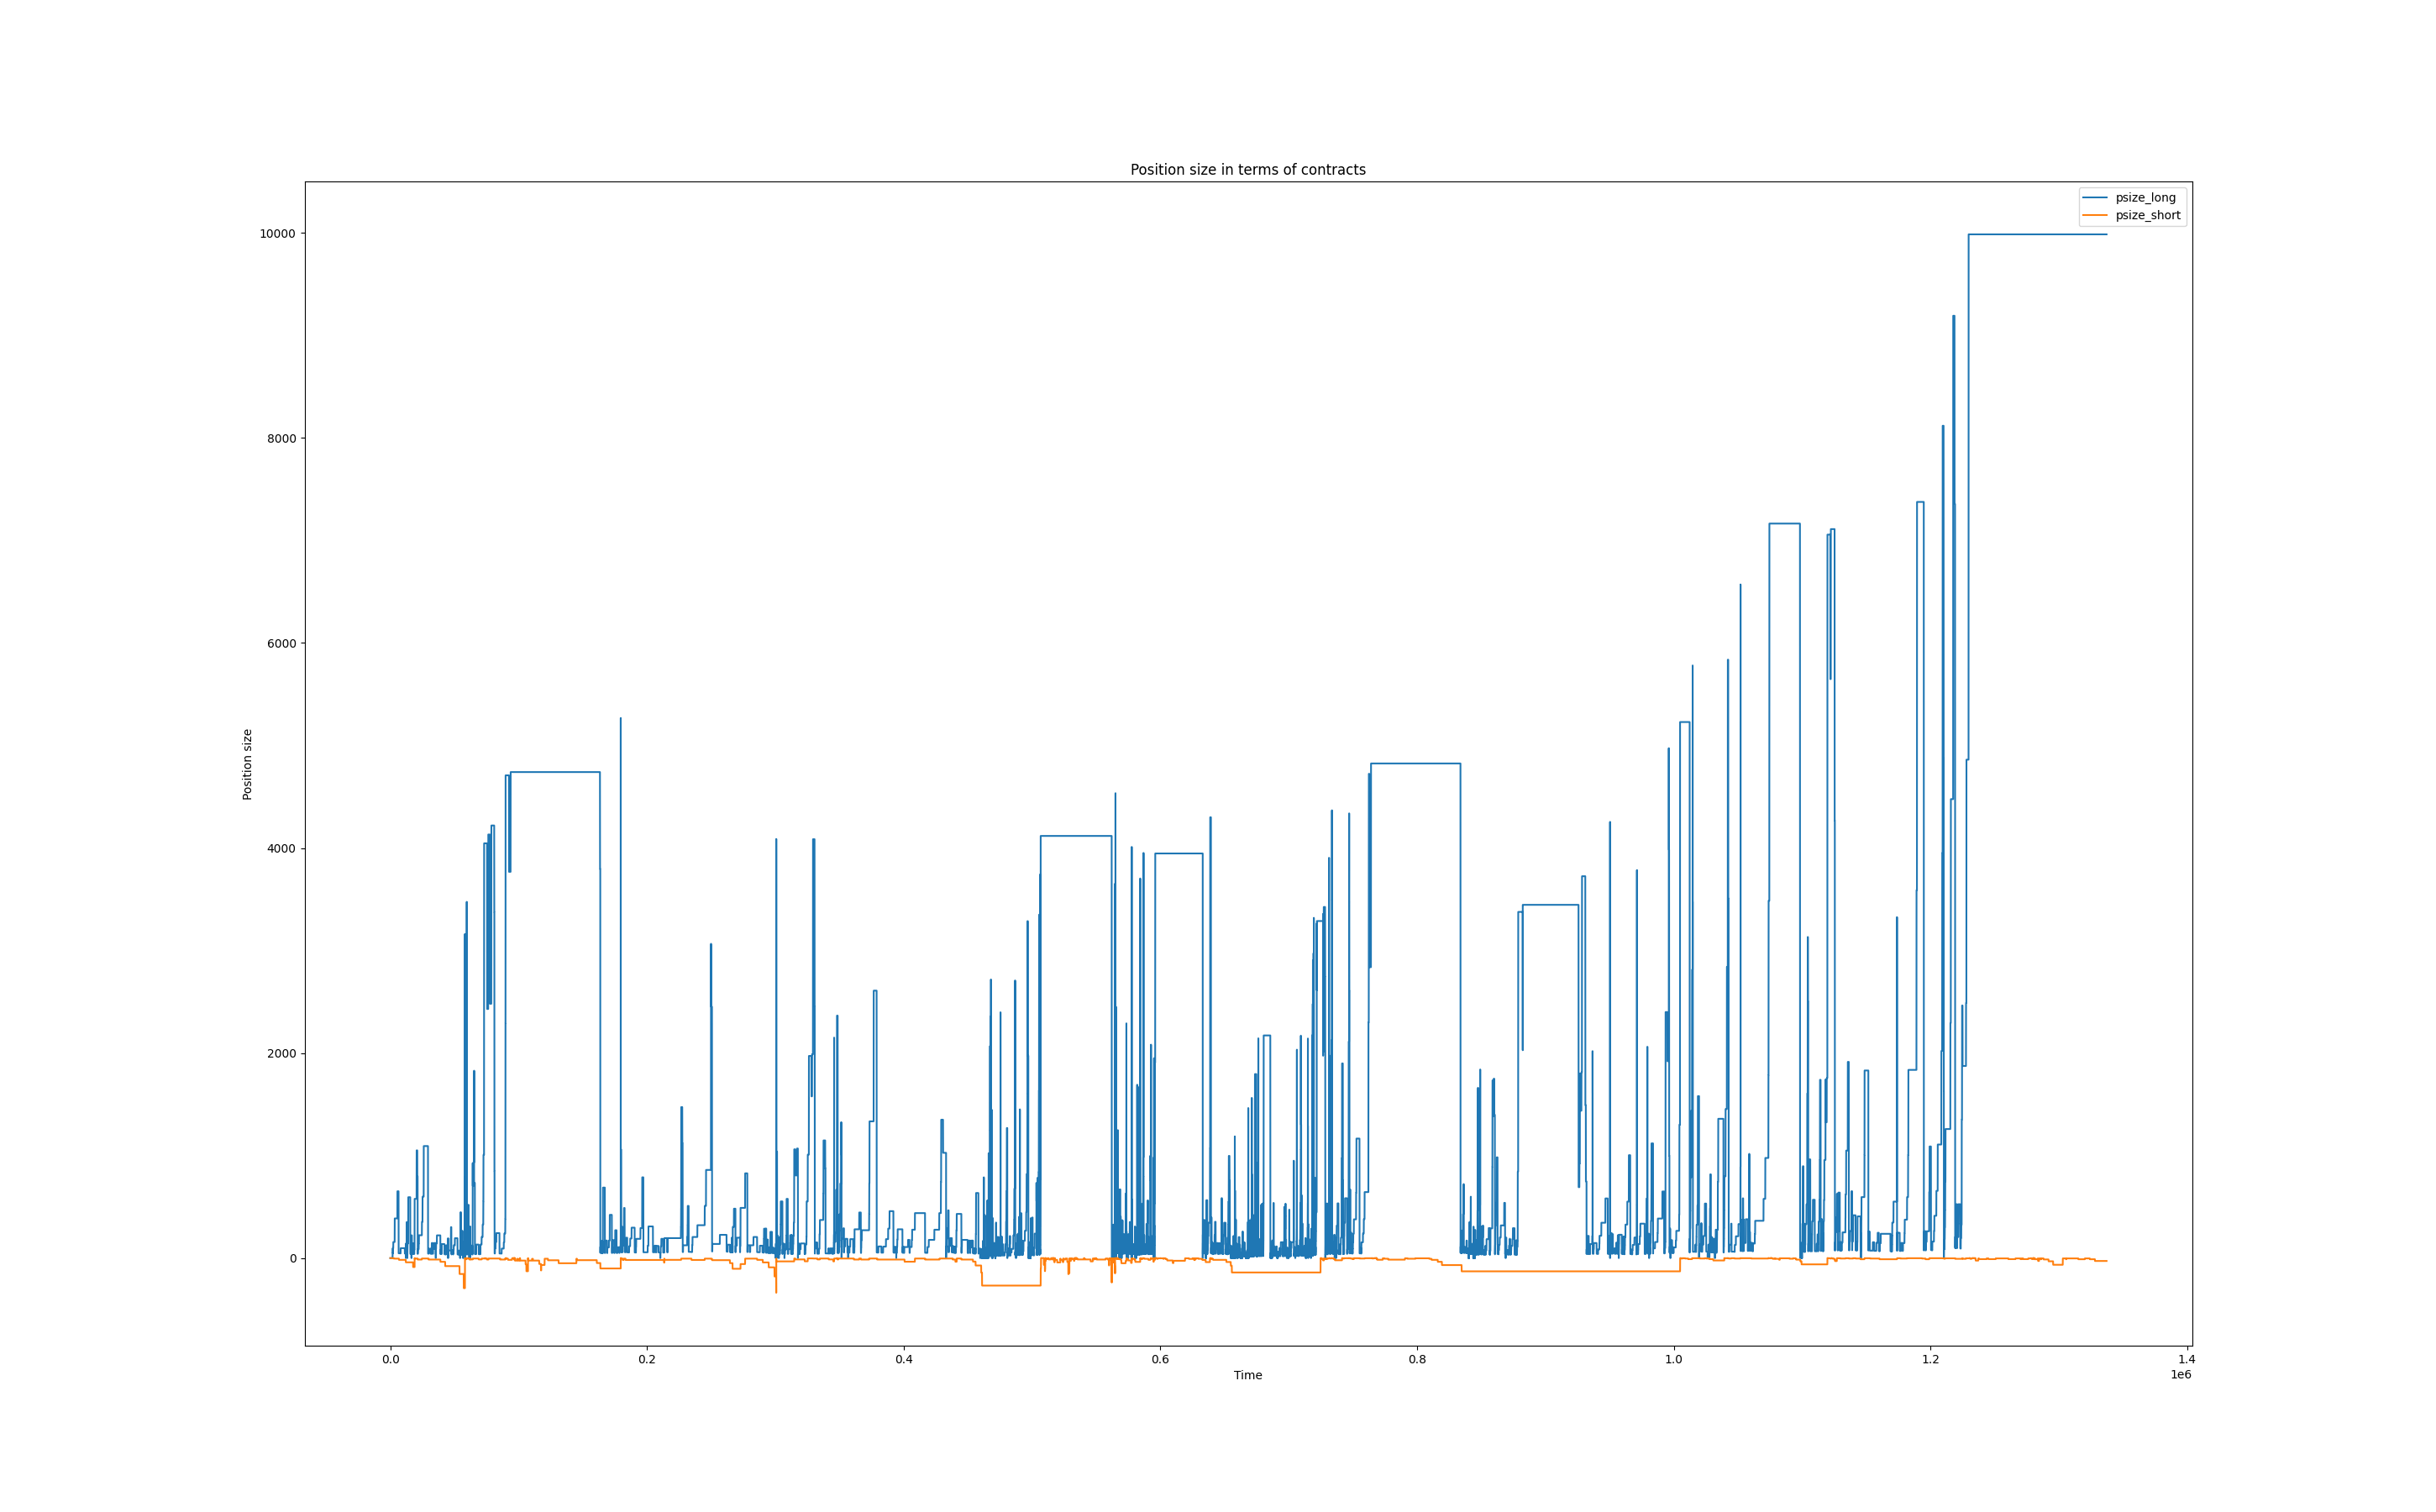 Position size in terms of contracts
psize_long
psize_short
10000
8000
6000
4000
2000
0
Position size
0.0 0.2 0.4 0.6 0.8 1.0 1.2 1.4
Time
1e6